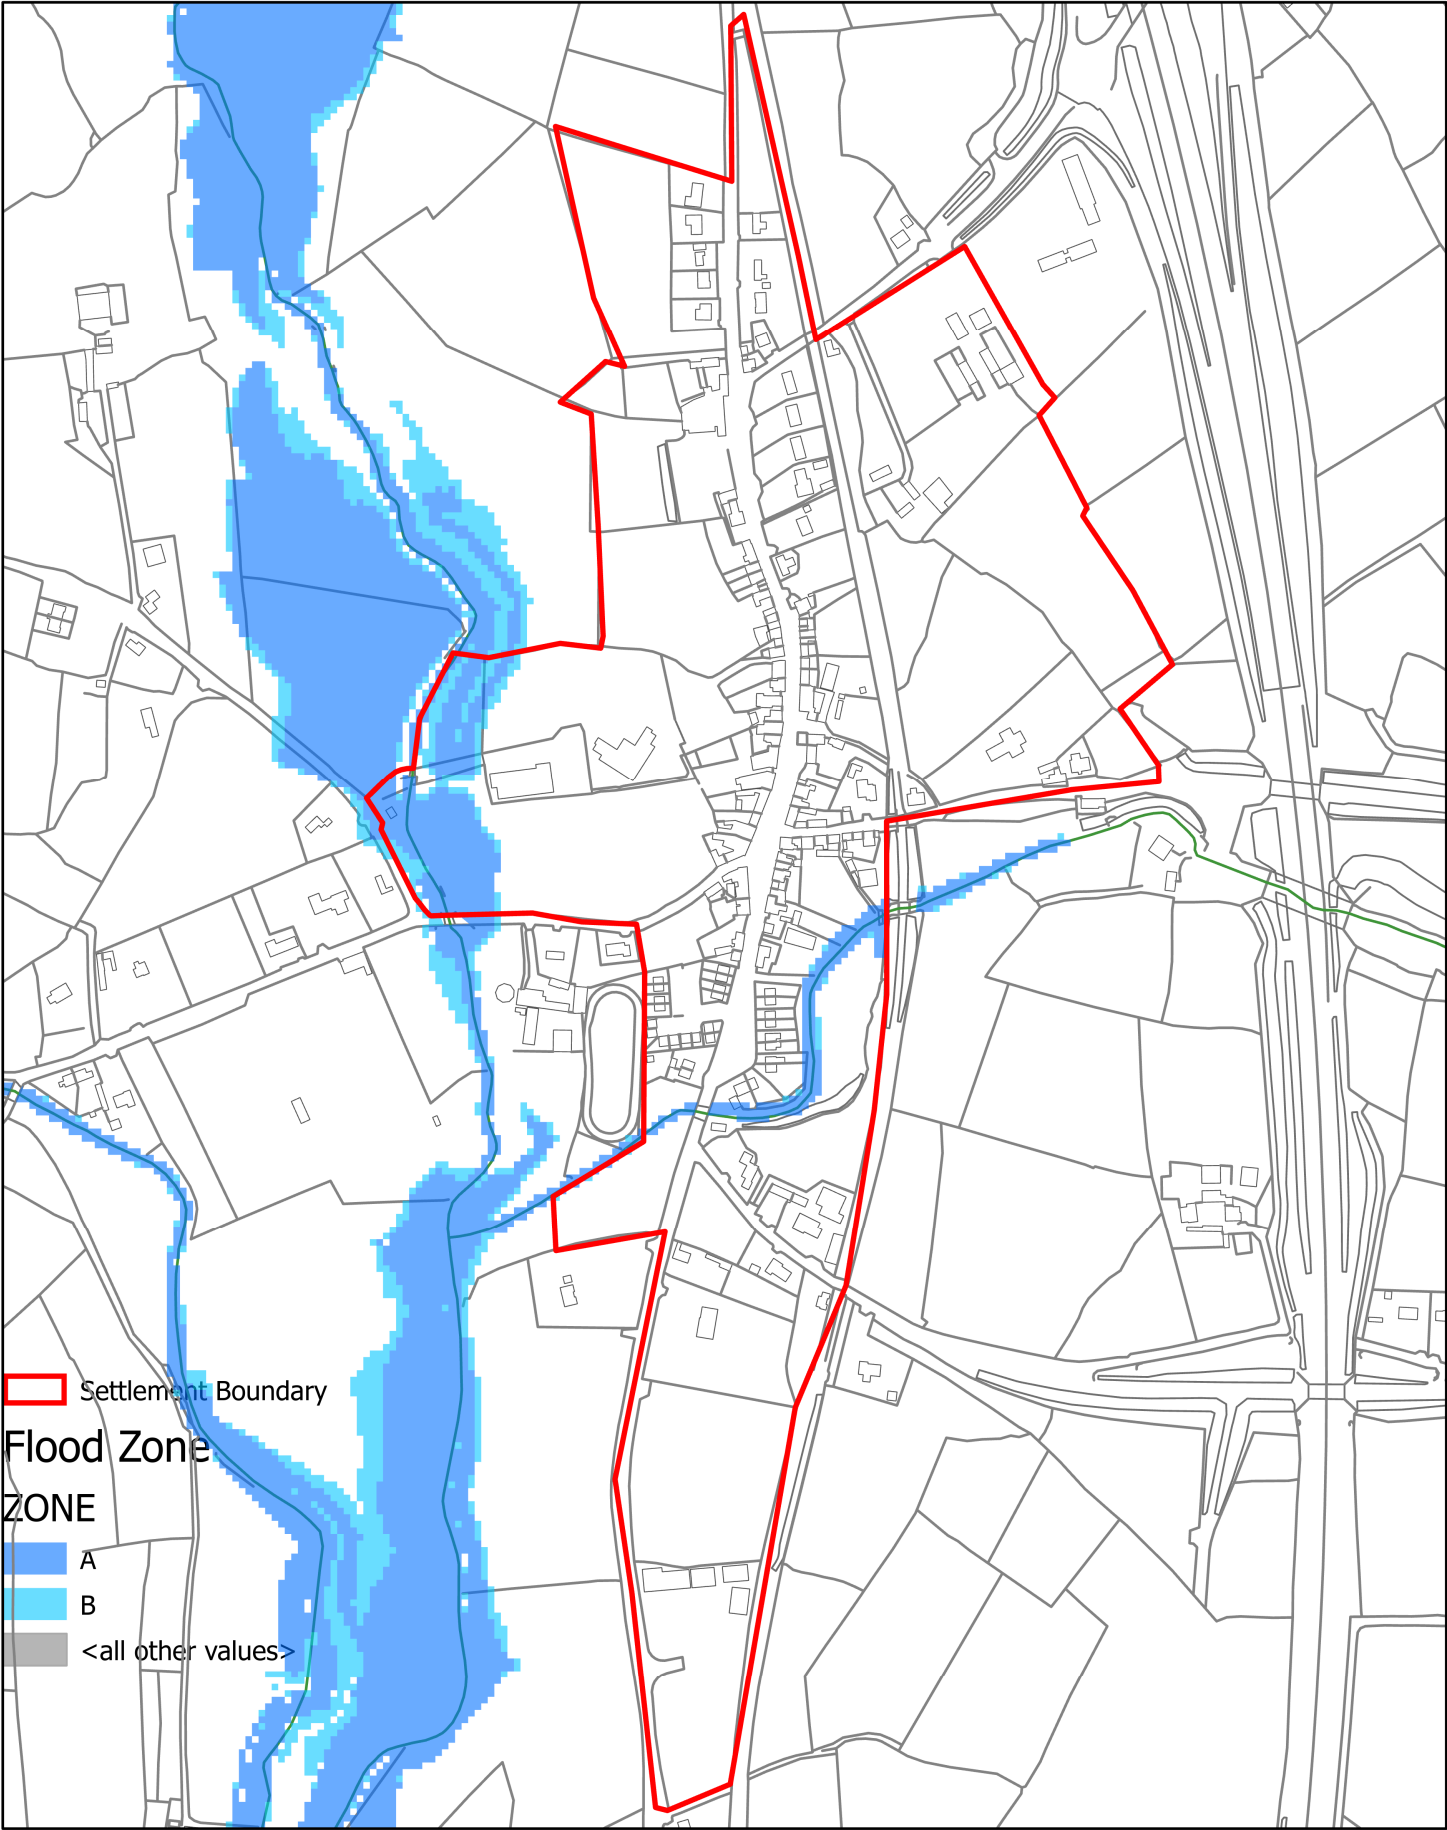 Settlement Boundary
Flood Zone
ZONE
A
B
<all other values>